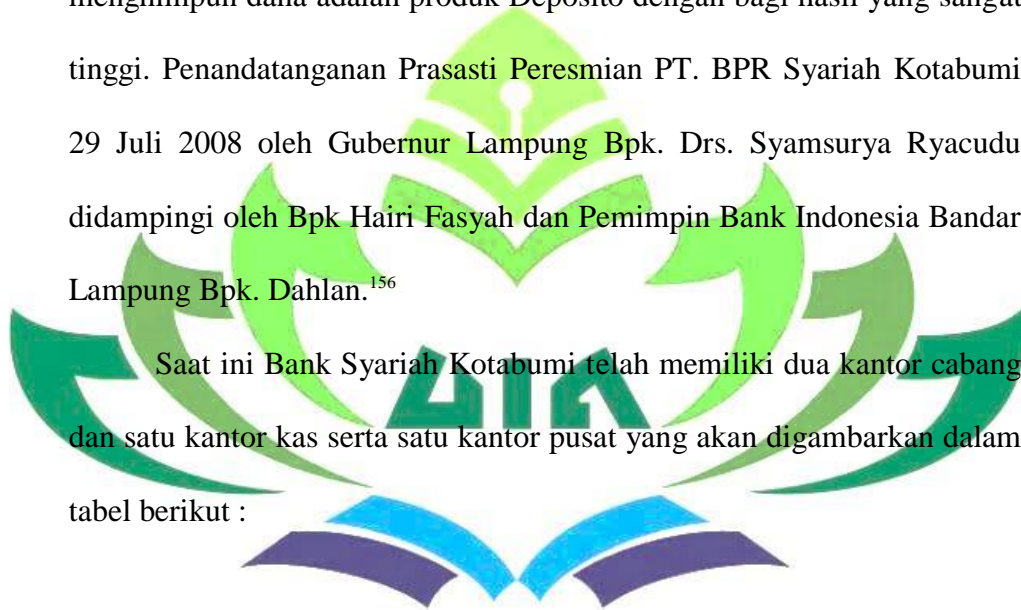 menghimpun dana adalah produk Deposito dengan bagi hasil yang sangat
tinggi. Penandatanganan Prasasti Peresmian PT. BPR Syariah Kotabumi
29 Juli 2008 oleh Gubernur Lampung Bpk. Drs. Syamsurya Ryacudu
didampingi oleh Bpk Hairi Fasyah dan Pemimpin Bank Indonesia Bandar
Lampung Bpk. Dahlan.156
Saat ini Bank Syariah Kotabumi telah memiliki dua kantor cabang
dan satu kantor kas serta satu kantor pusat yang akan digambarkan dalam
tabel berikut :